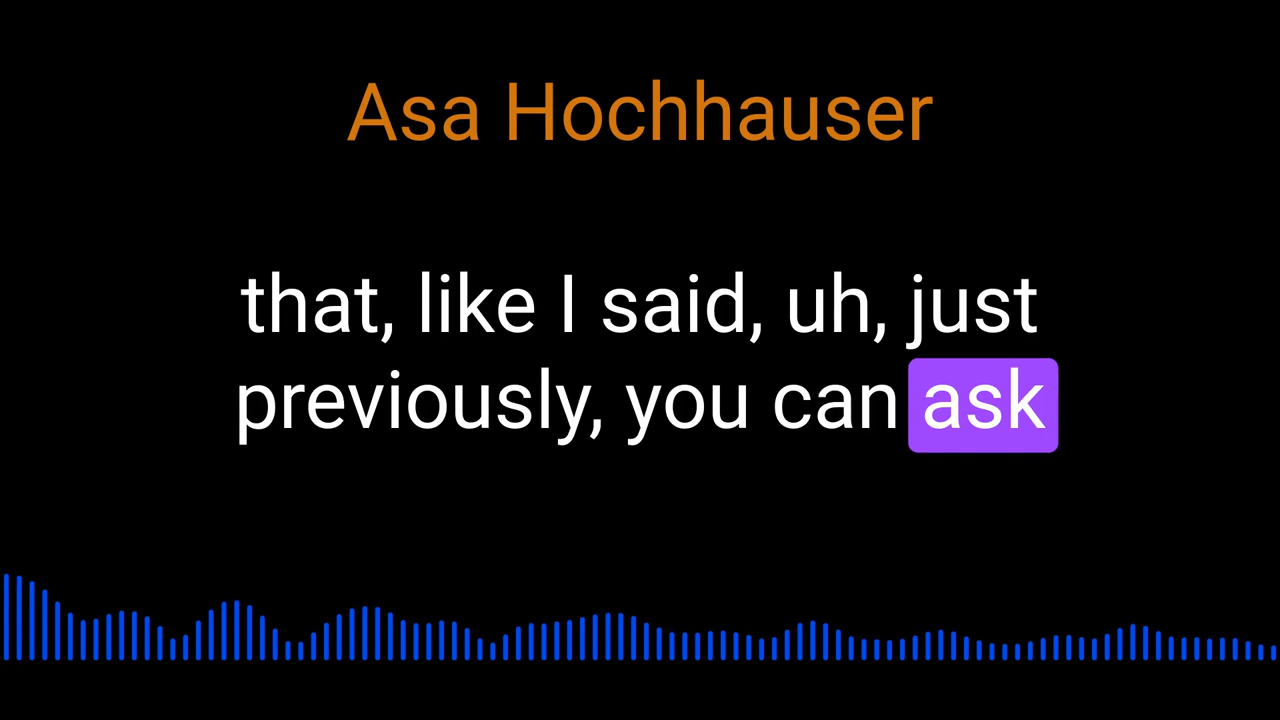 Asa Hochhauser
that, like I said, uh, just
previously, you can ask